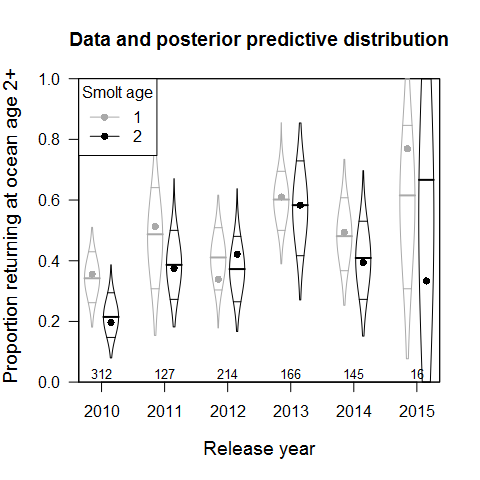 Data and posterior predictive distribution
Proportion returning at ocean age 2+
1.0
0.8
0.6
0.4
0.2
0.0
Smolt age
1
2
312 127 214 166 145 16
2010 2011 2012 2013 2014 2015
Release year